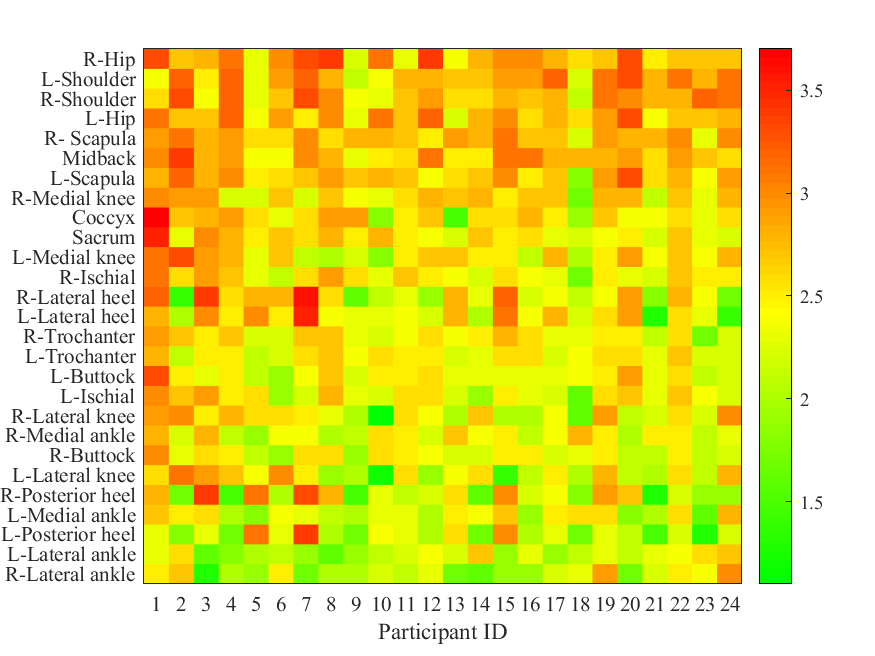 R-Hip
L-Shoulder
R-Shoulder
L-Hip
R- Scapula
Midback
L-Scapula
R-Medial knee
Coccyx
Sacrum
L-Medial knee
R-Ischial
R-Lateral heel
L-Lateral heel
R-Trochanter
L-Trochanter
L-Buttock
L-Ischial
R-Lateral knee
R-Medial ankle
R-Buttock
L-Lateral knee
R-Posterior heel
L-Medial ankle
L-Posterior heel
L-Lateral ankle
R-Lateral ankle
1 2 3 4 5 6 7 8 9 10 11 12 13 14 15 16 17 18 19 20 21 22 23 24
Participant ID
3.5
3
2.5
2
1.5